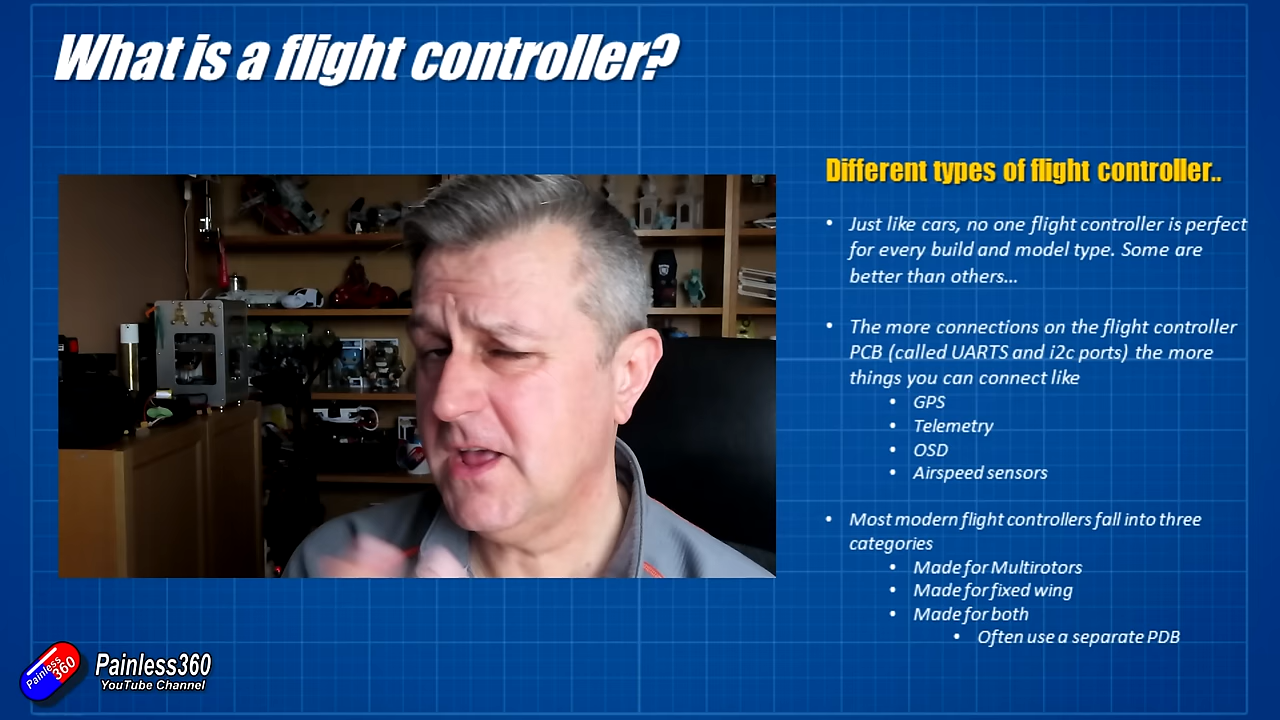 What is a flight controller?
Different types of flight controller..
• Just like cars, no one flight controller is perfect
for every build and model type. Some are
better than others...
• The more connections on the flight controller
PCB (called UARTS and i2c ports) the more
things you can connect like
• GPS
• Telemetry
• OSD
• Airspeed sensors
• Most modern flight controllers fall into three
categories
• Made for Multirotors
• Made for fixed wing
• Made for both
• Often use a separate PDB
Painless
360
Painless360
YouTube Channel